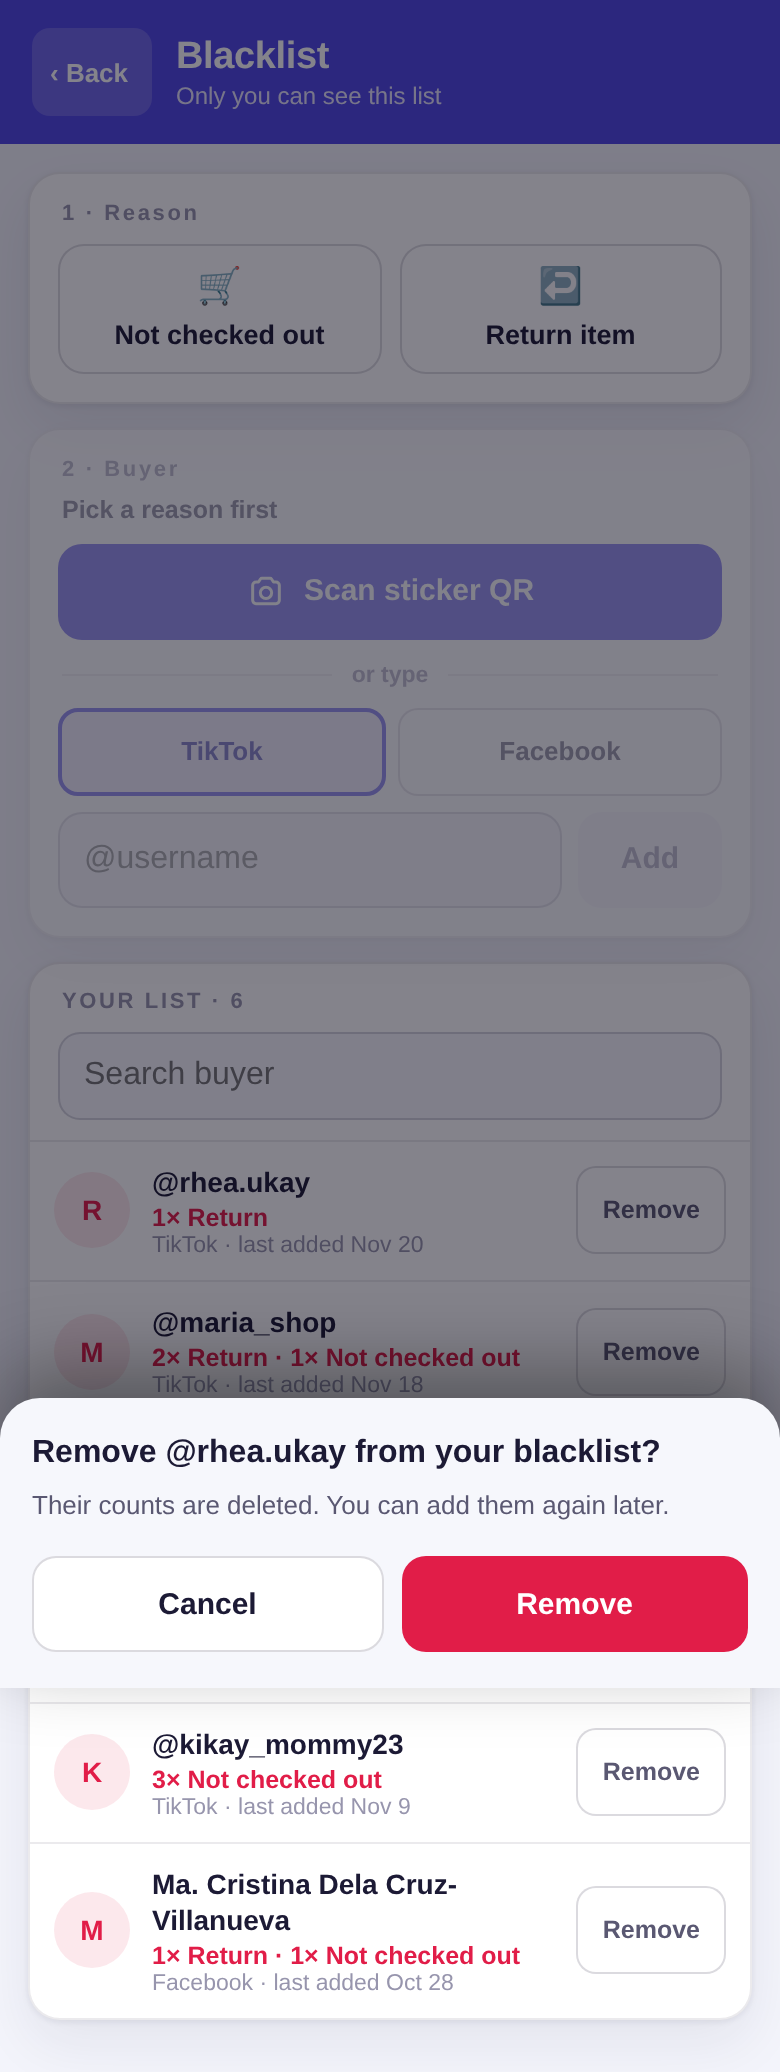 ‹ Back
Blacklist
Only you can see this list
1 · Reason
Not checked out
Return item
2 · Buyer
Pick a reason first
Scan sticker QR
or type
TikTok
Facebook
@username
Add
YOUR LIST · 6
Search buyer
R
@rhea.ukay
1× Return
TikTok · last added Nov 20
Remove
M
@maria_shop
2× Return · 1× Not checked out
TikTok · last added Nov 18
Remove
Remove @rhea.ukay from your blacklist?
Their counts are deleted. You can add them again later.
Cancel
Remove
K
@kikay_mommy23
3× Not checked out
TikTok · last added Nov 9
Remove
M
Ma. Cristina Dela Cruz-
Villanueva
1× Return · 1× Not checked out
Facebook · last added Oct 28
Remove